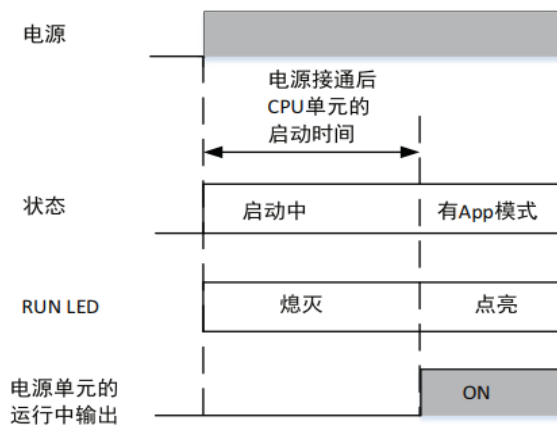 电源
电源接通后
CPU单元的
启动时间
状态
启动中
有App模式
RUN LED
熄灭
点亮
电源单元的
运行中输出
ON